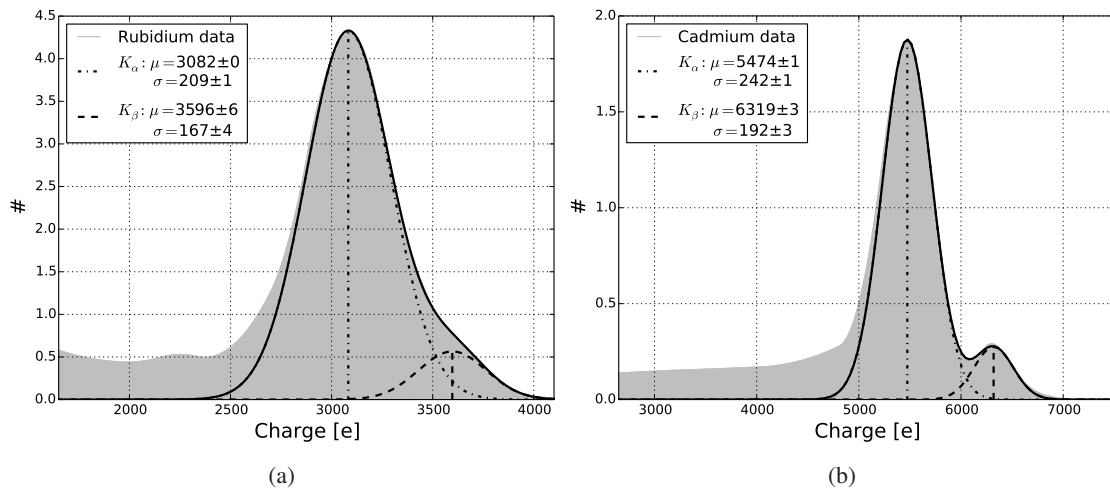 4.5
4.0
3.5
3.0
2.5
2.0
1.5
1.0
0.5
0.0
#
Rubidium data
Kα: μ=3082±0
σ=209±1
Kβ: μ=3596±6
σ=167±4
2000 2500 3000 3500 4000
Charge [e]
(a)
2.0
1.5
1.0
0.5
0.0
#
Cadmium data
Kα: μ=5474±1
σ=242±1
Kβ: μ=6319±3
σ=192±3
3000 4000 5000 6000 7000
Charge [e]
(b)